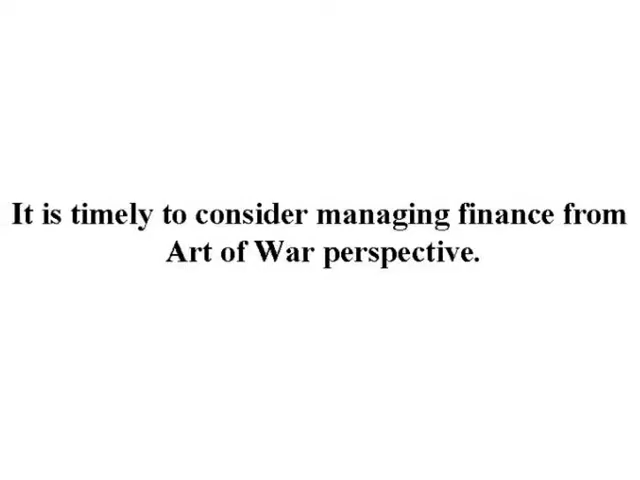 It is timely to consider managing finance from
Art of War perspective.